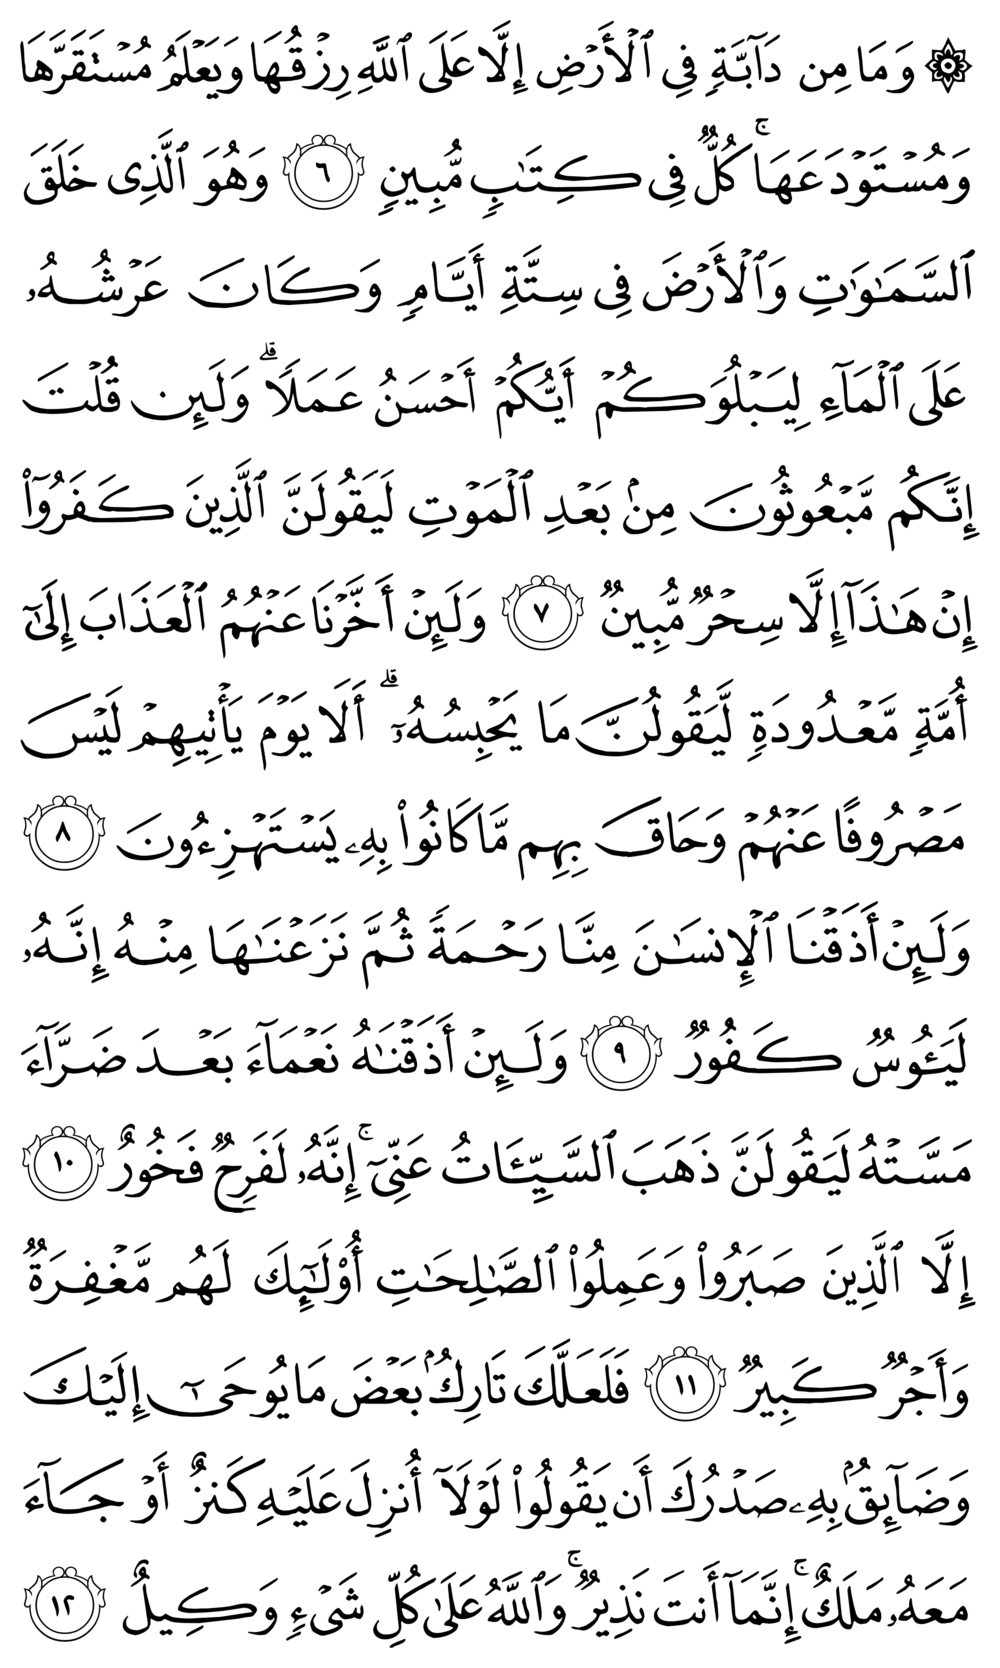 ۞ وَمَا مِن دَآبَّةٍ فِى ٱلْأَرْضِ إِلَّا عَلَى ٱللَّهِ رِزْقُهَا وَيَعْلَمُ مُسْتَقَرَّهَا
وَمُسْتَوْدَعَهَا ۚ كُلٌّ فِى كِتَٰبٍ مُّبِينٍ ٦ وَهُوَ ٱلَّذِى خَلَقَ
ٱلسَّمَٰوَٰتِ وَٱلْأَرْضَ فِى سِتَّةِ أَيَّامٍ وَكَانَ عَرْشُهُۥ
عَلَى ٱلْمَآءِ لِيَبْلُوَكُمْ أَيُّكُمْ أَحْسَنُ عَمَلًا ۗ وَلَئِن قُلْتَ
إِنَّكُم مَّبْعُوثُونَ مِنۢ بَعْدِ ٱلْمَوْتِ لَيَقُولَنَّ ٱلَّذِينَ كَفَرُوٓا۟
إِنْ هَٰذَآ إِلَّا سِحْرٌ مُّبِينٌ ٧ وَلَئِنْ أَخَّرْنَا عَنْهُمُ ٱلْعَذَابَ إِلَىٰٓ
أُمَّةٍ مَّعْدُودَةٍ لَّيَقُولُنَّ مَا يَحْبِسُهُۥٓ ۗ أَلَا يَوْمَ يَأْتِيهِمْ لَيْسَ
مَصْرُوفًا عَنْهُمْ وَحَاقَ بِهِم مَّا كَانُوا۟ بِهِۦ يَسْتَهْزِءُونَ ٨
وَلَئِنْ أَذَقْنَا ٱلْإِنسَٰنَ مِنَّا رَحْمَةً ثُمَّ نَزَعْنَٰهَا مِنْهُ إِنَّهُۥ
لَيَـُٔوسٌ كَفُورٌ ٩ وَلَئِنْ أَذَقْنَٰهُ نَعْمَآءَ بَعْدَ ضَرَّآءَ
مَسَّتْهُ لَيَقُولَنَّ ذَهَبَ ٱلسَّيِّـَٔاتُ عَنِّىٓ ۚ إِنَّهُۥ لَفَرِحٌ فَخُورٌ ١٠
إِلَّا ٱلَّذِينَ صَبَرُوا۟ وَعَمِلُوا۟ ٱلصَّٰلِحَٰتِ أُو۟لَٰٓئِكَ لَهُم مَّغْفِرَةٌ
وَأَجْرٌ كَبِيرٌ ١١ فَلَعَلَّكَ تَارِكٌۢ بَعْضَ مَا يُوحَىٰٓ إِلَيْكَ
وَضَآئِقٌۢ بِهِۦ صَدْرُكَ أَن يَقُولُوا۟ لَوْلَآ أُنزِلَ عَلَيْهِ كَنزٌ أَوْ جَآءَ
مَعَهُۥ مَلَكٌ ۚ إِنَّمَآ أَنتَ نَذِيرٌ ۚ وَٱللَّهُ عَلَىٰ كُلِّ شَىْءٍ وَكِيلٌ ١٢